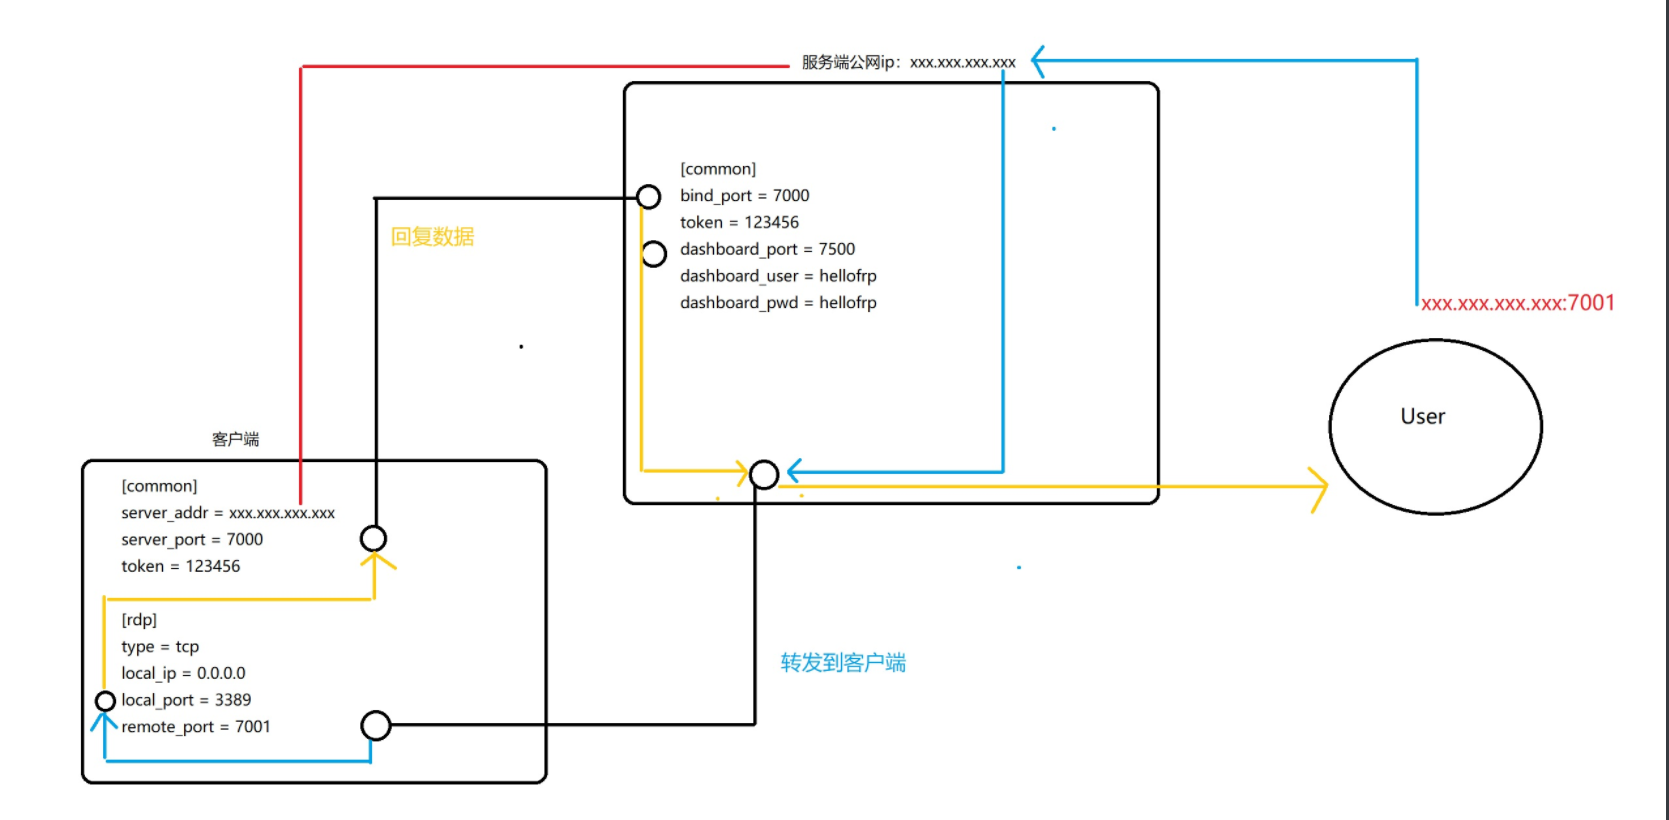 服务端公网ip：xxx.xxx.xxx.xxx
[common]
bind_port = 7000
token = 123456
dashboard_port = 7500
dashboard_user = hellofrp
dashboard_pwd = hellofrp
回复数据
xxx.xxx.xxx.xxx:7001
User
客户端
[common]
server_addr = xxx.xxx.xxx.xxx
server_port = 7000
token = 123456
[rdp]
type = tcp
local_ip = 0.0.0.0
local_port = 3389
remote_port = 7001
转发到客户端